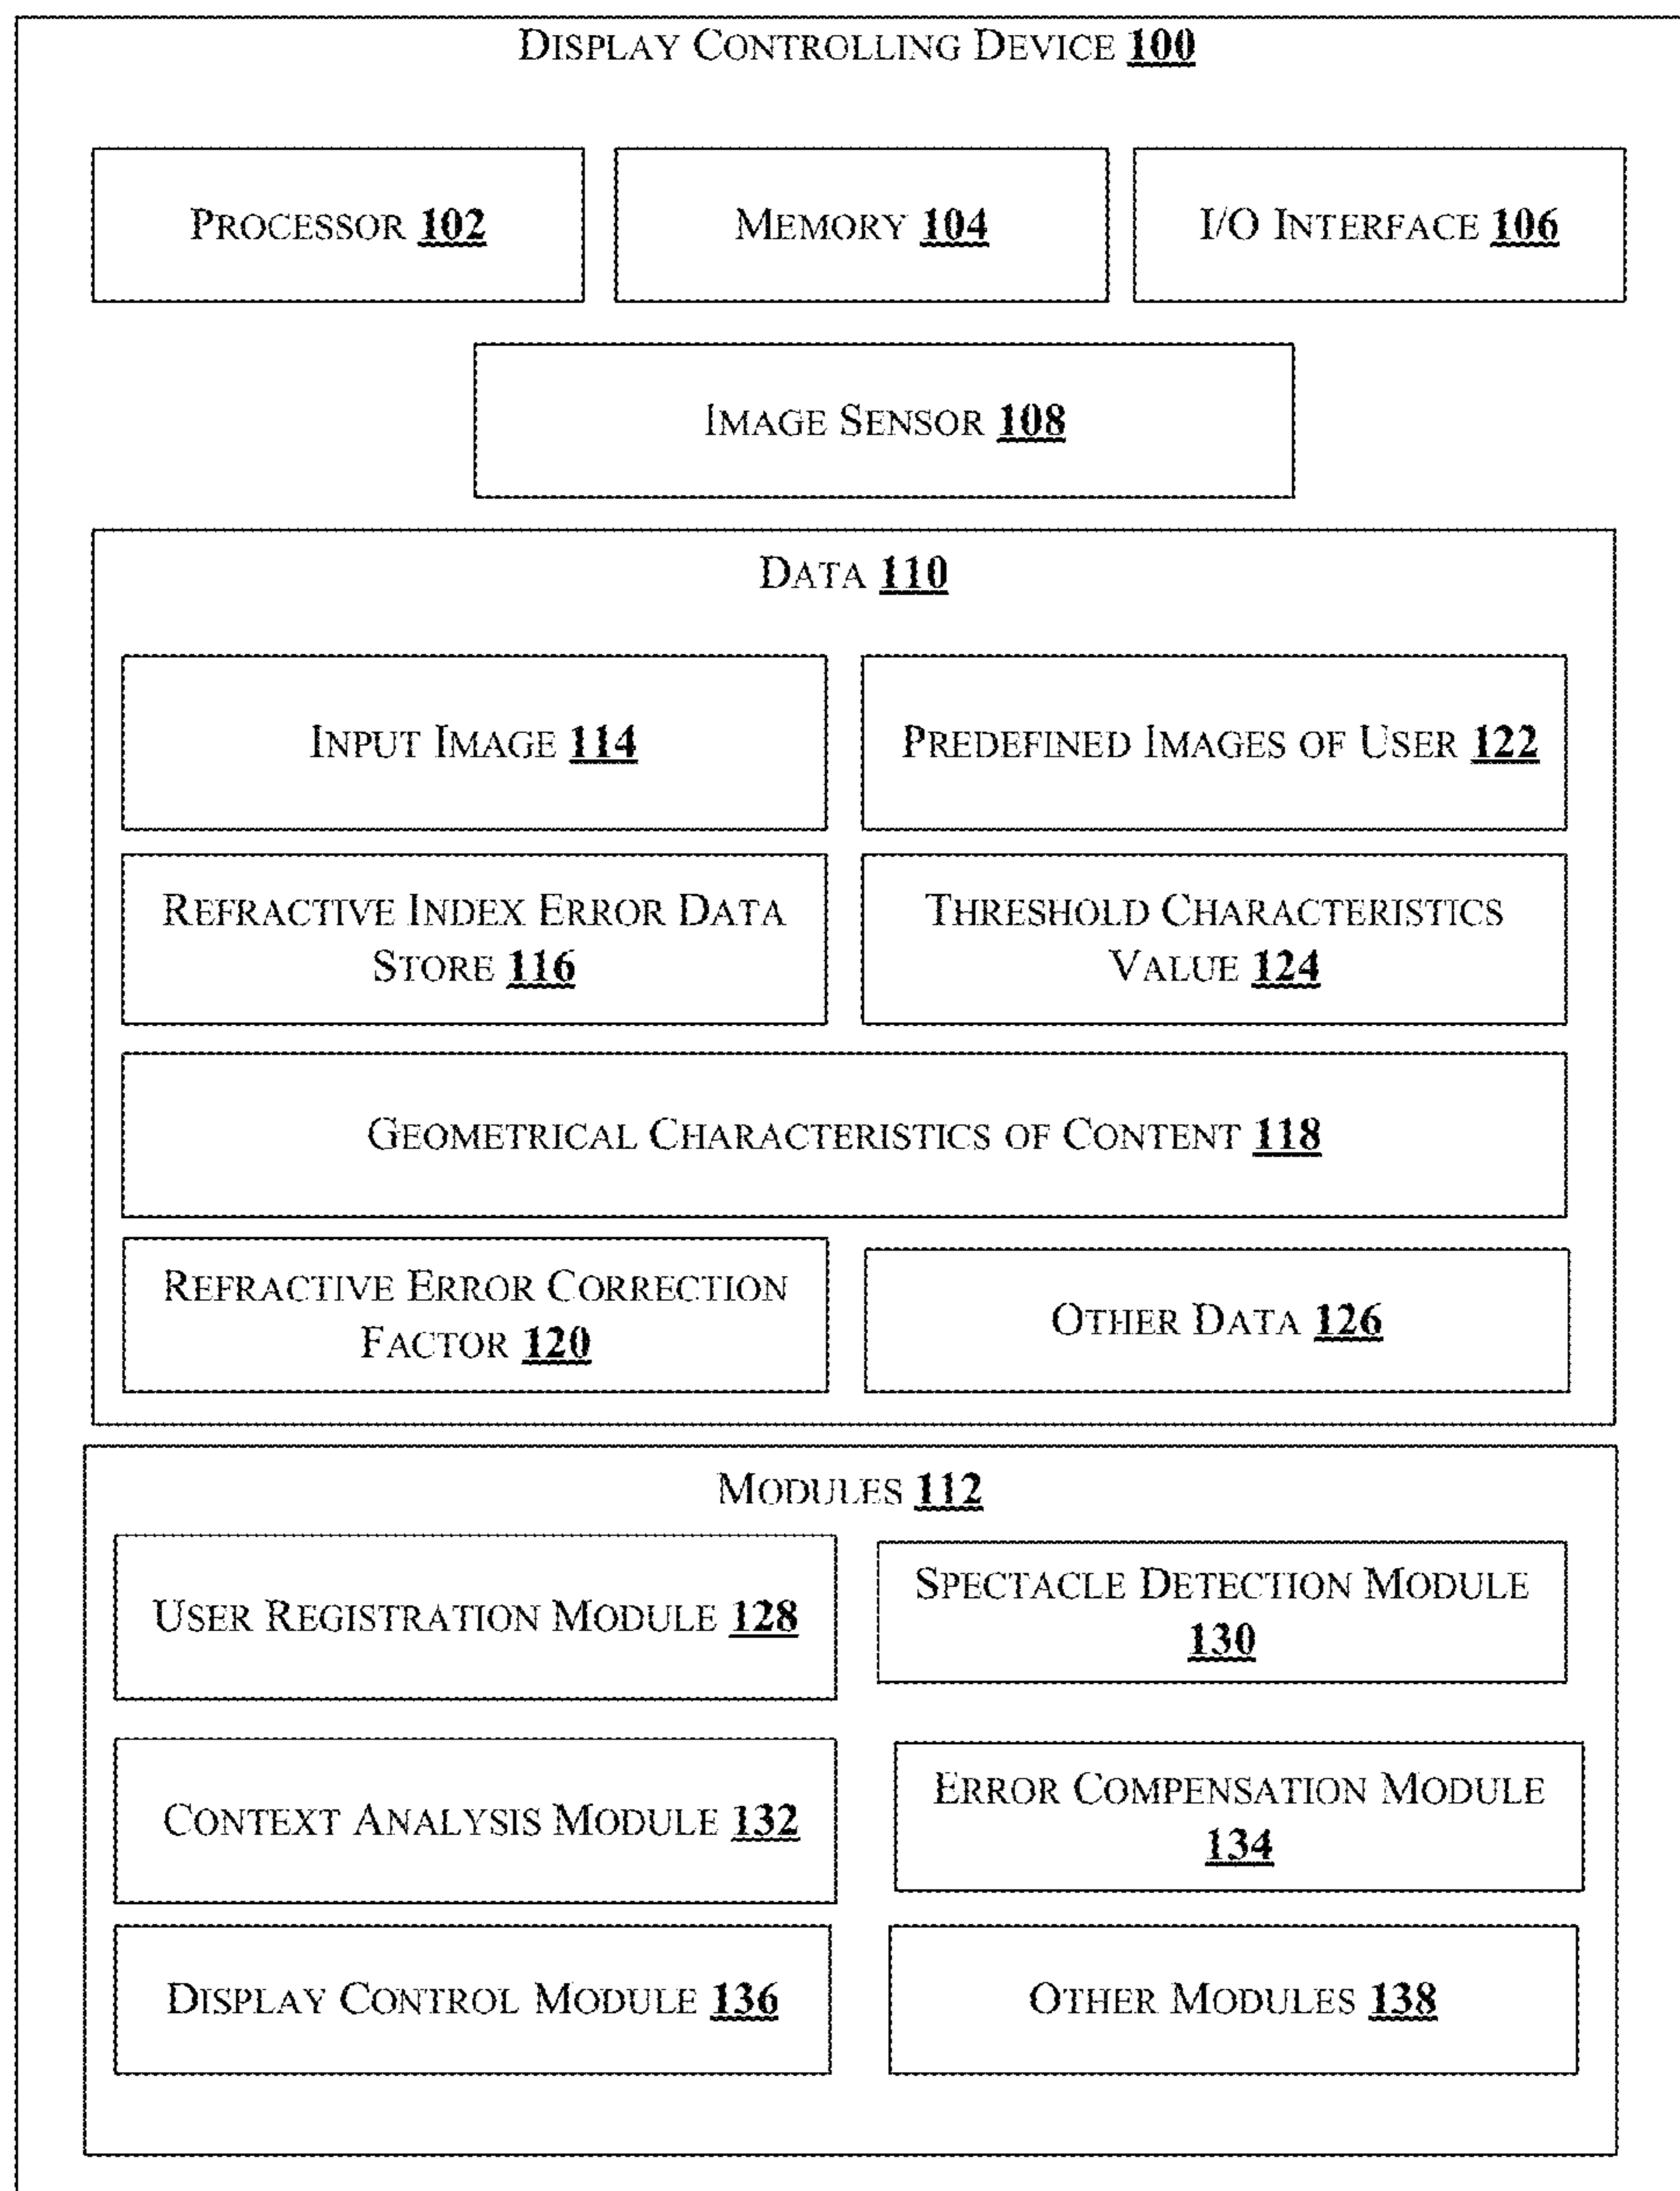 DISPLAY CONTROLLING DEVICE 100
PROCESSOR 102
MEMORY 104
I/O INTERFACE 106
IMAGE SENSOR 108
DATA 110
INPUT IMAGE 114
PREDEFINED IMAGES OF USER 122
REFRACTIVE INDEX ERROR DATA
STORE 116
THRESHOLD CHARACTERISTICS
VALUE 124
GEOMETRICAL CHARACTERISTICS OF CONTENT 118
REFRACTIVE ERROR CORRECTION
FACTOR 120
OTHER DATA 126
MODULES 112
USER REGISTRATION MODULE 128
SPECTACLE DETECTION MODULE
130
CONTEXT ANALYSIS MODULE 132
ERROR COMPENSATION MODULE
134
DISPLAY CONTROL MODULE 136
OTHER MODULES 138